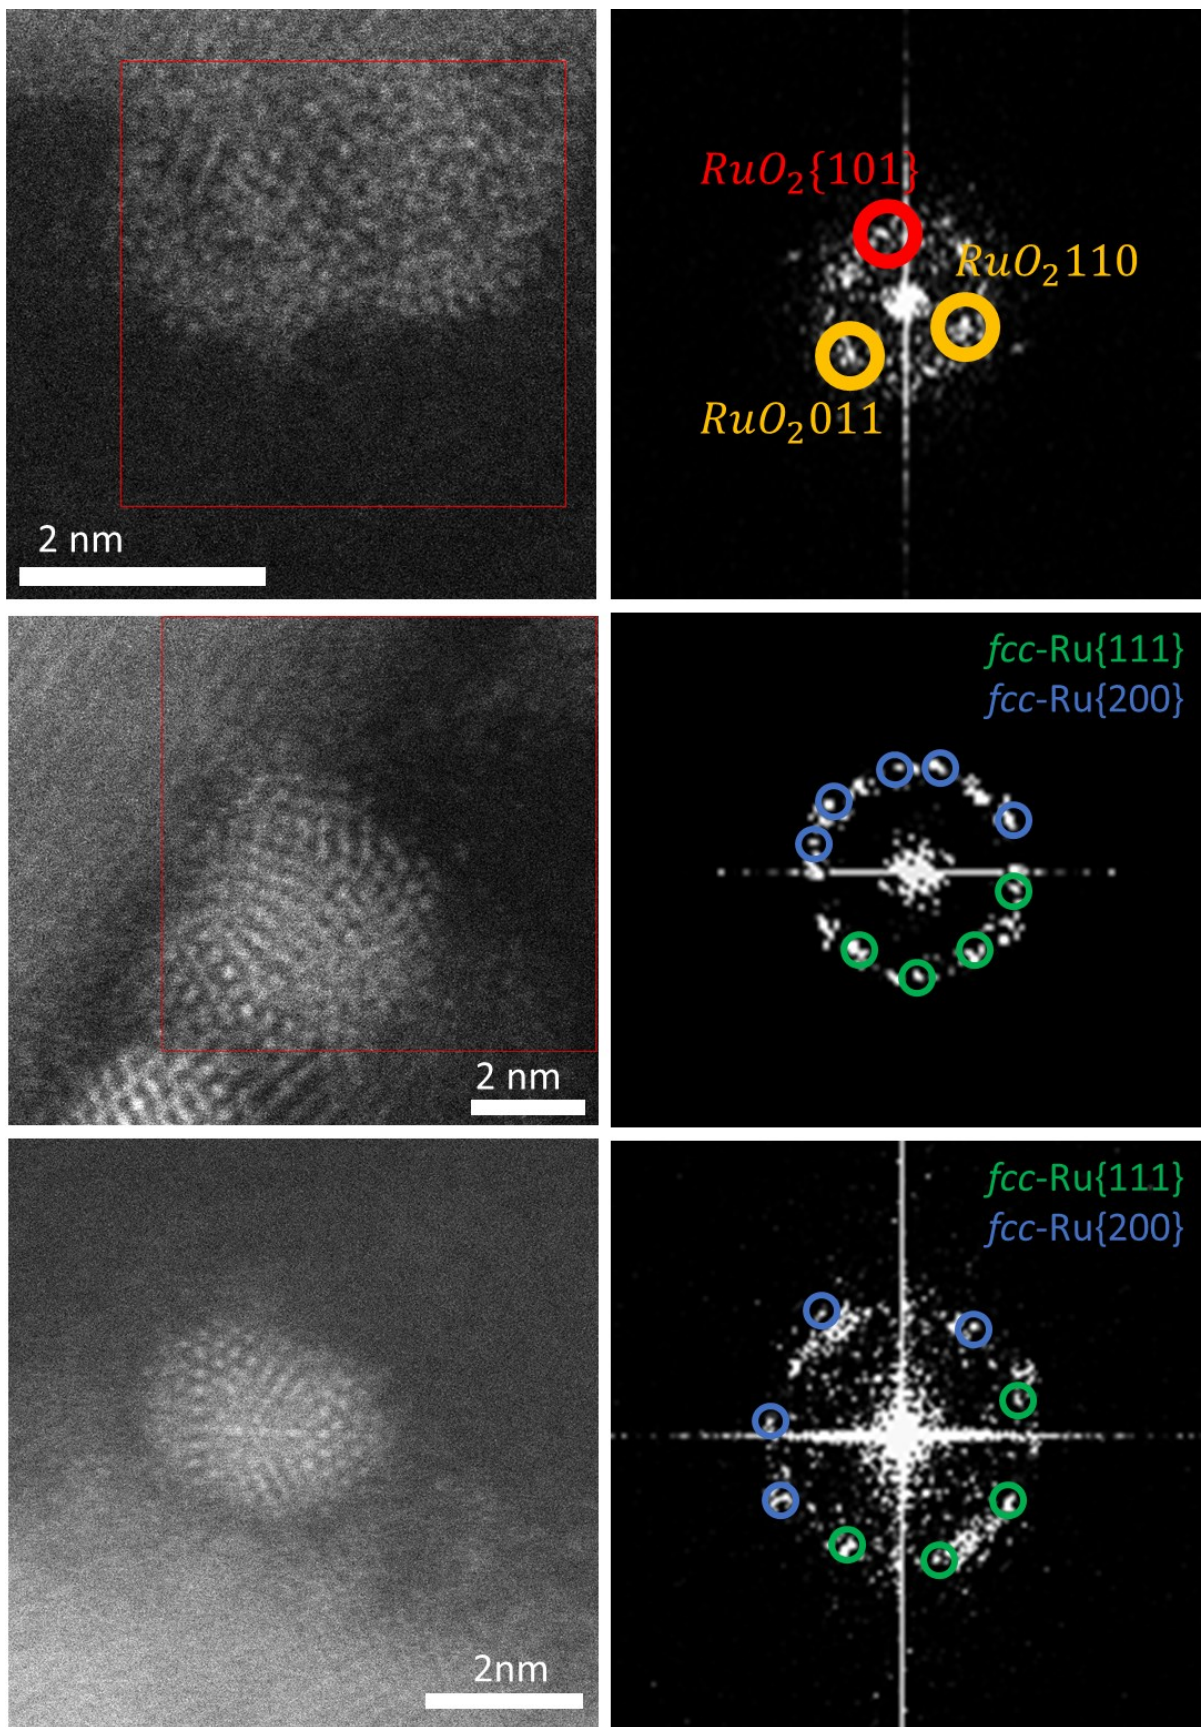 2 nm
RuO₂{101}
RuO₂110
RuO₂011
2 nm
fcc-Ru{111}
fcc-Ru{200}
2nm
fcc-Ru{111}
fcc-Ru{200}